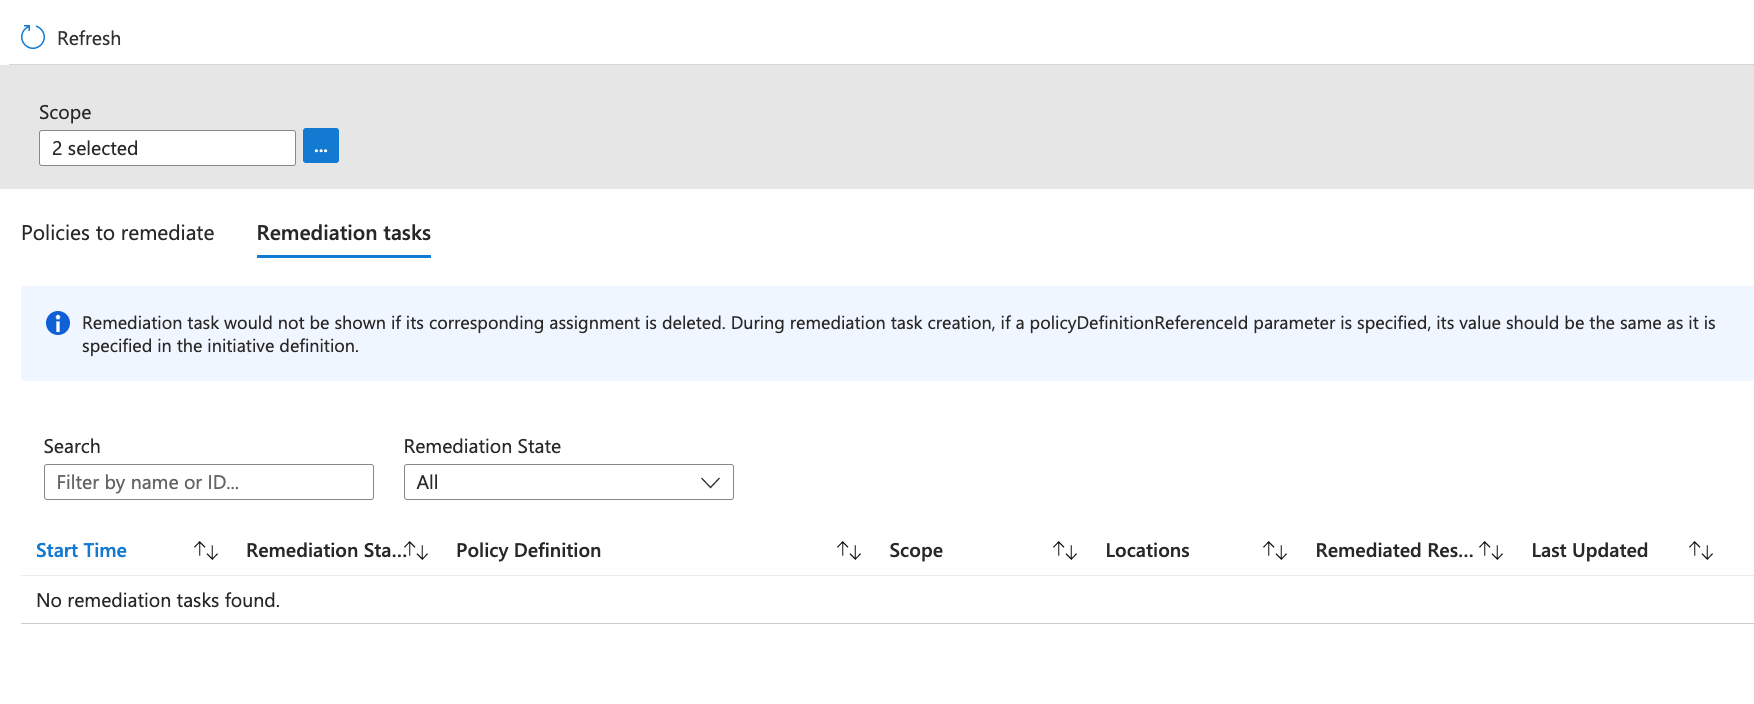 Refresh
Scope
2 selected
...
Policies to remediate Remediation tasks
Remediation task would not be shown if its corresponding assignment is deleted. During remediation task creation, if a policyDefinitionReferenceId parameter is specified, its value should be the same as it is
specified in the initiative definition.
Search Remediation State
Filter by name or ID... All
Start Time Remediation Sta... Policy Definition Scope Locations Remediated Res... Last Updated
No remediation tasks found.